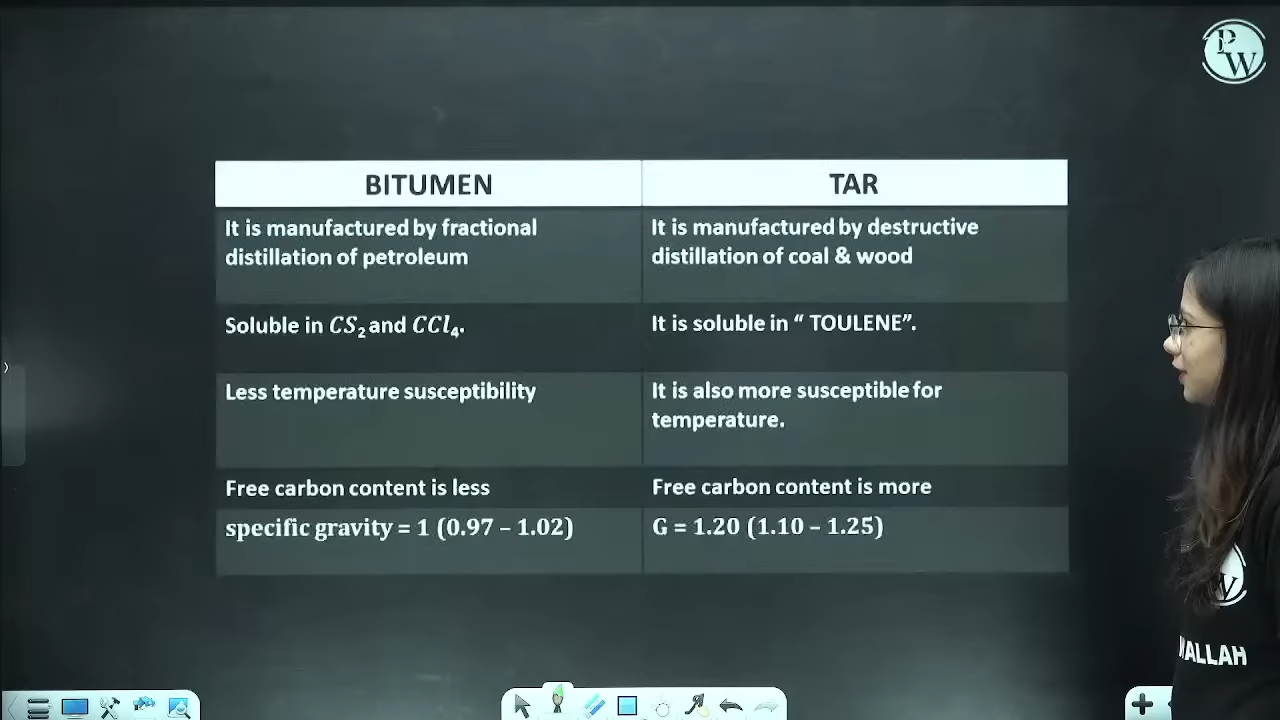 PW
BITUMEN
TAR
It is manufactured by fractional
distillation of petroleum
It is manufactured by destructive
distillation of coal & wood
Soluble in CS₂ and CCl₄.
It is soluble in “ TOULENE”.
Less temperature susceptibility
It is also more susceptible for
temperature.
Free carbon content is less
Free carbon content is more
specific gravity = 1 (0.97 – 1.02)
G = 1.20 (1.10 – 1.25)
W
WALLAH